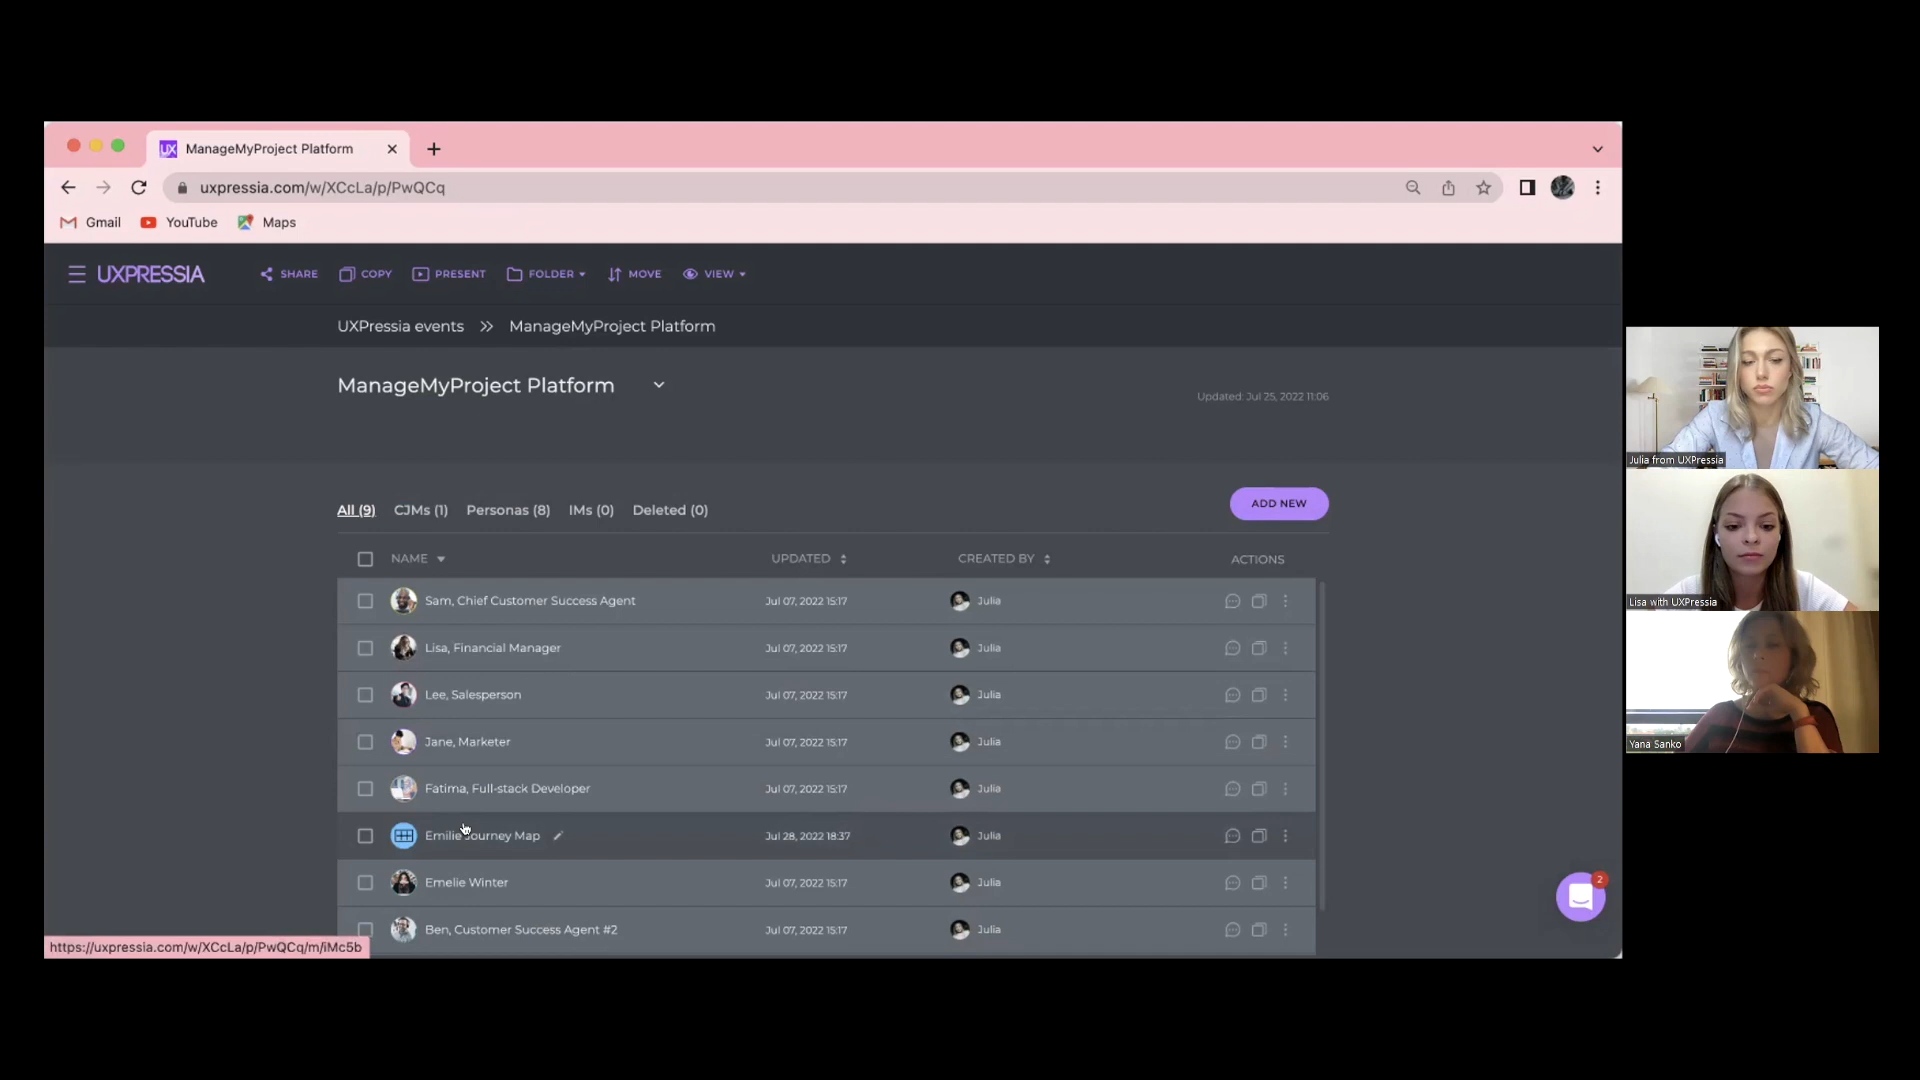 ManageMyProject Platform
uxpressia.com/w/XCcLa/p/PwQCq
Gmail YouTube Maps
UXPRESSIA SHARE COPY PRESENT FOLDER MOVE VIEW
UXPressia events >> ManageMyProject Platform
ManageMyProject Platform
Updated: Jul 25, 2022 11:06
All (9) CJMs (1) Personas (8) IMs (0) Deleted (0) ADD NEW
NAME UPDATED CREATED BY ACTIONS
Sam, Chief Customer Success Agent Jul 07, 2022 15:17 Julia
Lisa, Financial Manager Jul 07, 2022 15:17 Julia
Lee, Salesperson Jul 07, 2022 15:17 Julia
Jane, Marketer Jul 07, 2022 15:17 Julia
Fatima, Full-stack Developer Jul 07, 2022 15:17 Julia
Emilie Journey Map Jul 28, 2022 18:37 Julia
Emelie Winter Jul 07, 2022 15:17 Julia
Ben, Customer Success Agent #2 Jul 07, 2022 15:17 Julia
2
https://uxpressia.com/w/XCcLa/p/PwQCq/m/iMc5b
Julia from UXPressia
Lisa with UXPressia
Yana Sanko